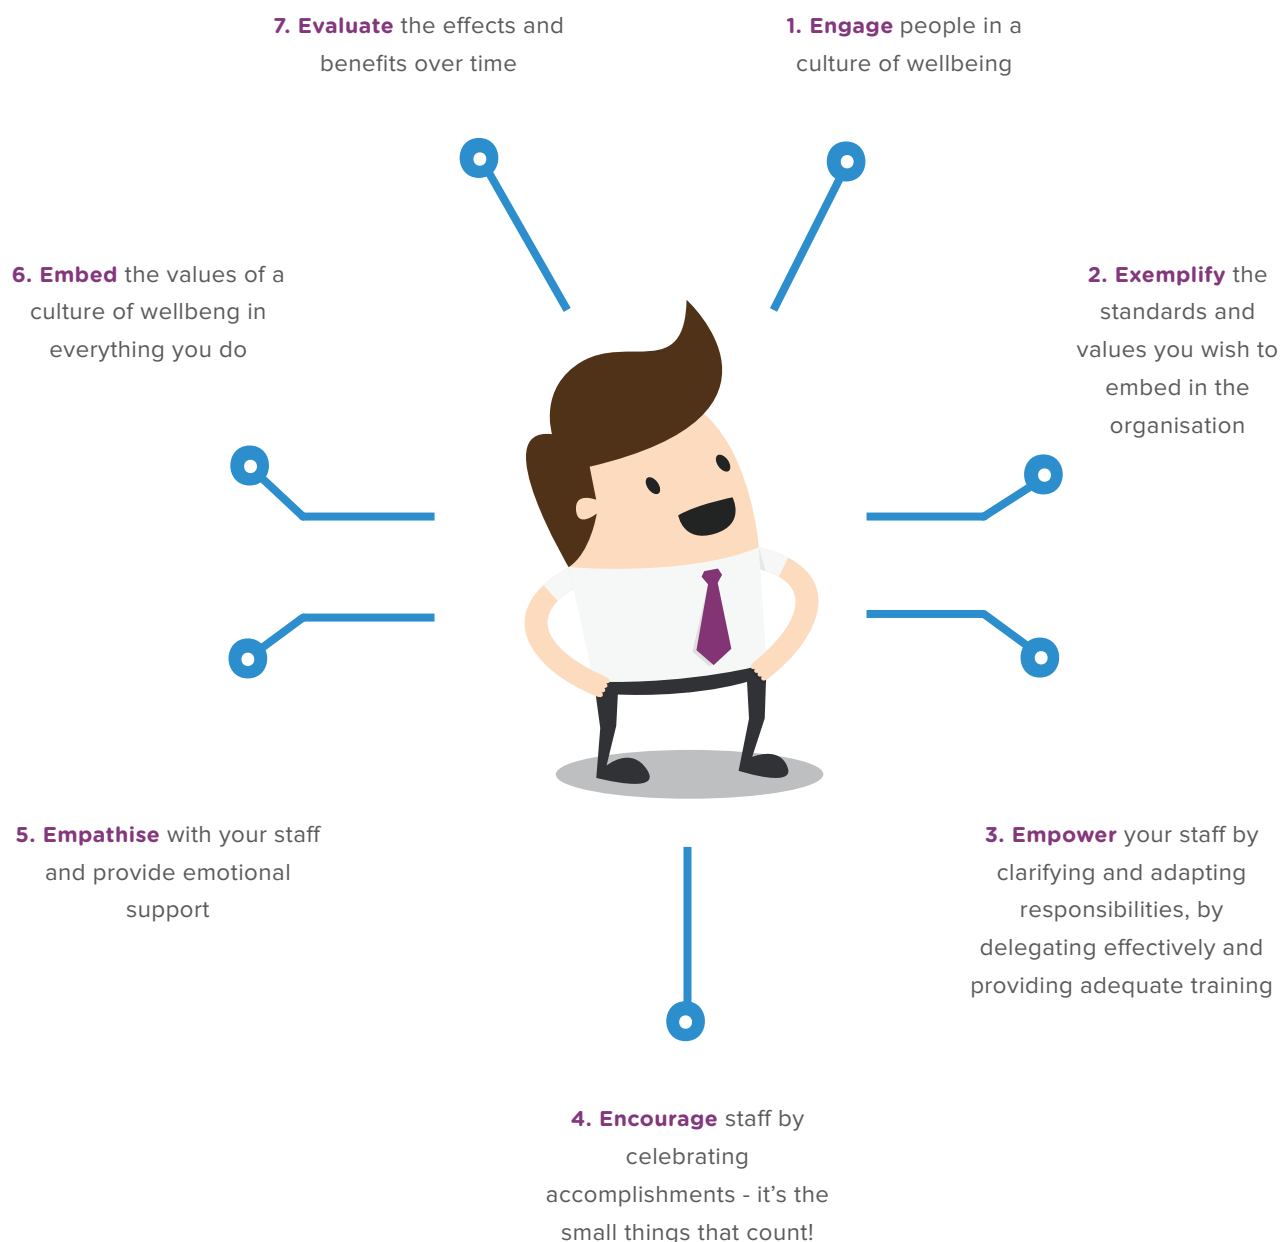 7. Evaluate the effects and
benefits over time
1. Engage people in a
culture of wellbeing
6. Embed the values of a
culture of wellbeng in
everything you do
2. Exemplify the
standards and
values you wish to
embed in the
organisation
5. Empathise with your staff
and provide emotional
support
3. Empower your staff by
clarifying and adapting
responsibilities, by
delegating effectively and
providing adequate training
4. Encourage staff by
celebrating
accomplishments - it's the
small things that count!